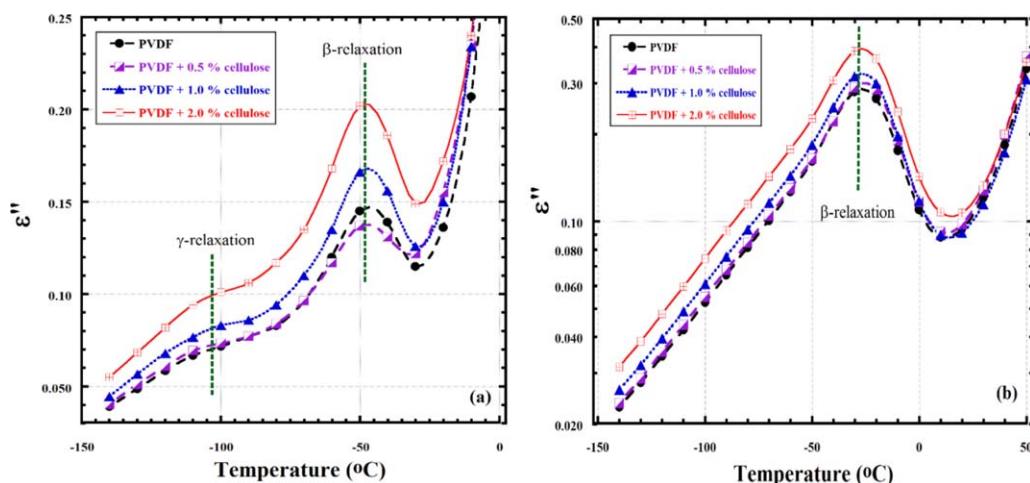 0.25
0.20
0.15
0.10
0.050
ε"
PVDF
PVDF + 0.5 % cellulose
PVDF + 1.0 % cellulose
PVDF + 2.0 % cellulose
β-relaxation
γ-relaxation
(a)
-150 -100 -50 0
Temperature (ºC)
0.50
0.30
0.10
0.080
0.060
0.040
0.020
ε"
PVDF
PVDF + 0.5 % cellulose
PVDF + 1.0 % cellulose
PVDF + 2.0 % cellulose
β-relaxation
(b)
-150 -100 -50 0 50
Temperature (ºC)